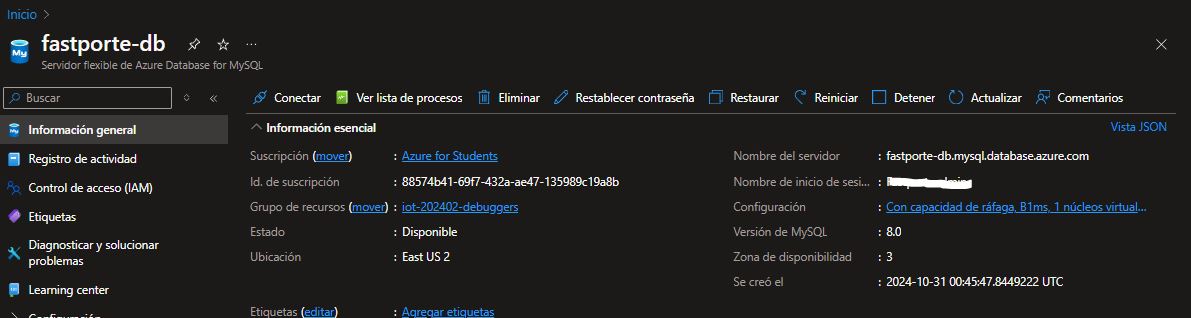 Inicio
fastporte-db
Servidor flexible de Azure Database for MySQL
Buscar
Conectar Ver lista de procesos Eliminar Restablecer contraseña Restaurar Reiniciar Detener Actualizar Comentarios
Información general
Registro de actividad
Control de acceso (IAM)
Etiquetas
Diagnosticar y solucionar
problemas
Learning center
Configuración
Información esencial
Vista JSON
Suscripción (mover) : Azure for Students
Id. de suscripción : 88574b41-69f7-432a-ae47-135989c19a8b
Grupo de recursos (mover) : iot-202402-debuggers
Estado : Disponible
Ubicación : East US 2
Nombre del servidor : fastporte-db.mysql.database.azure.com
Nombre de inicio de sesi... :
Configuración : Con capacidad de ráfaga, B1ms, 1 núcleos virtual...
Versión de MySQL : 8.0
Zona de disponibilidad : 3
Se creó el : 2024-10-31 00:45:47.8449222 UTC
Etiquetas (editar) : Agregar etiquetas